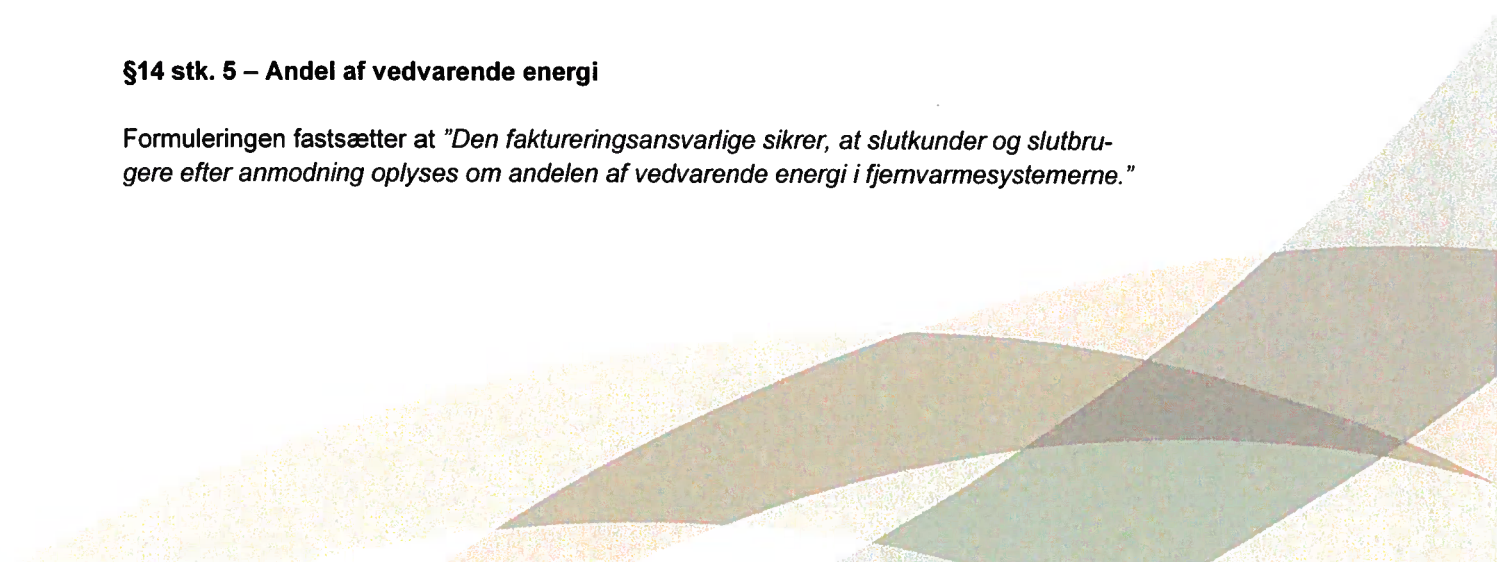 §14 stk. 5 – Andel af vedvarende energi
Formuleringen fastsætter at "Den faktureringsansvarlige sikrer, at slutkunder og slutbru-
gere efter anmodning oplyses om andelen af vedvarende energi i fjernvarmesystemerne."